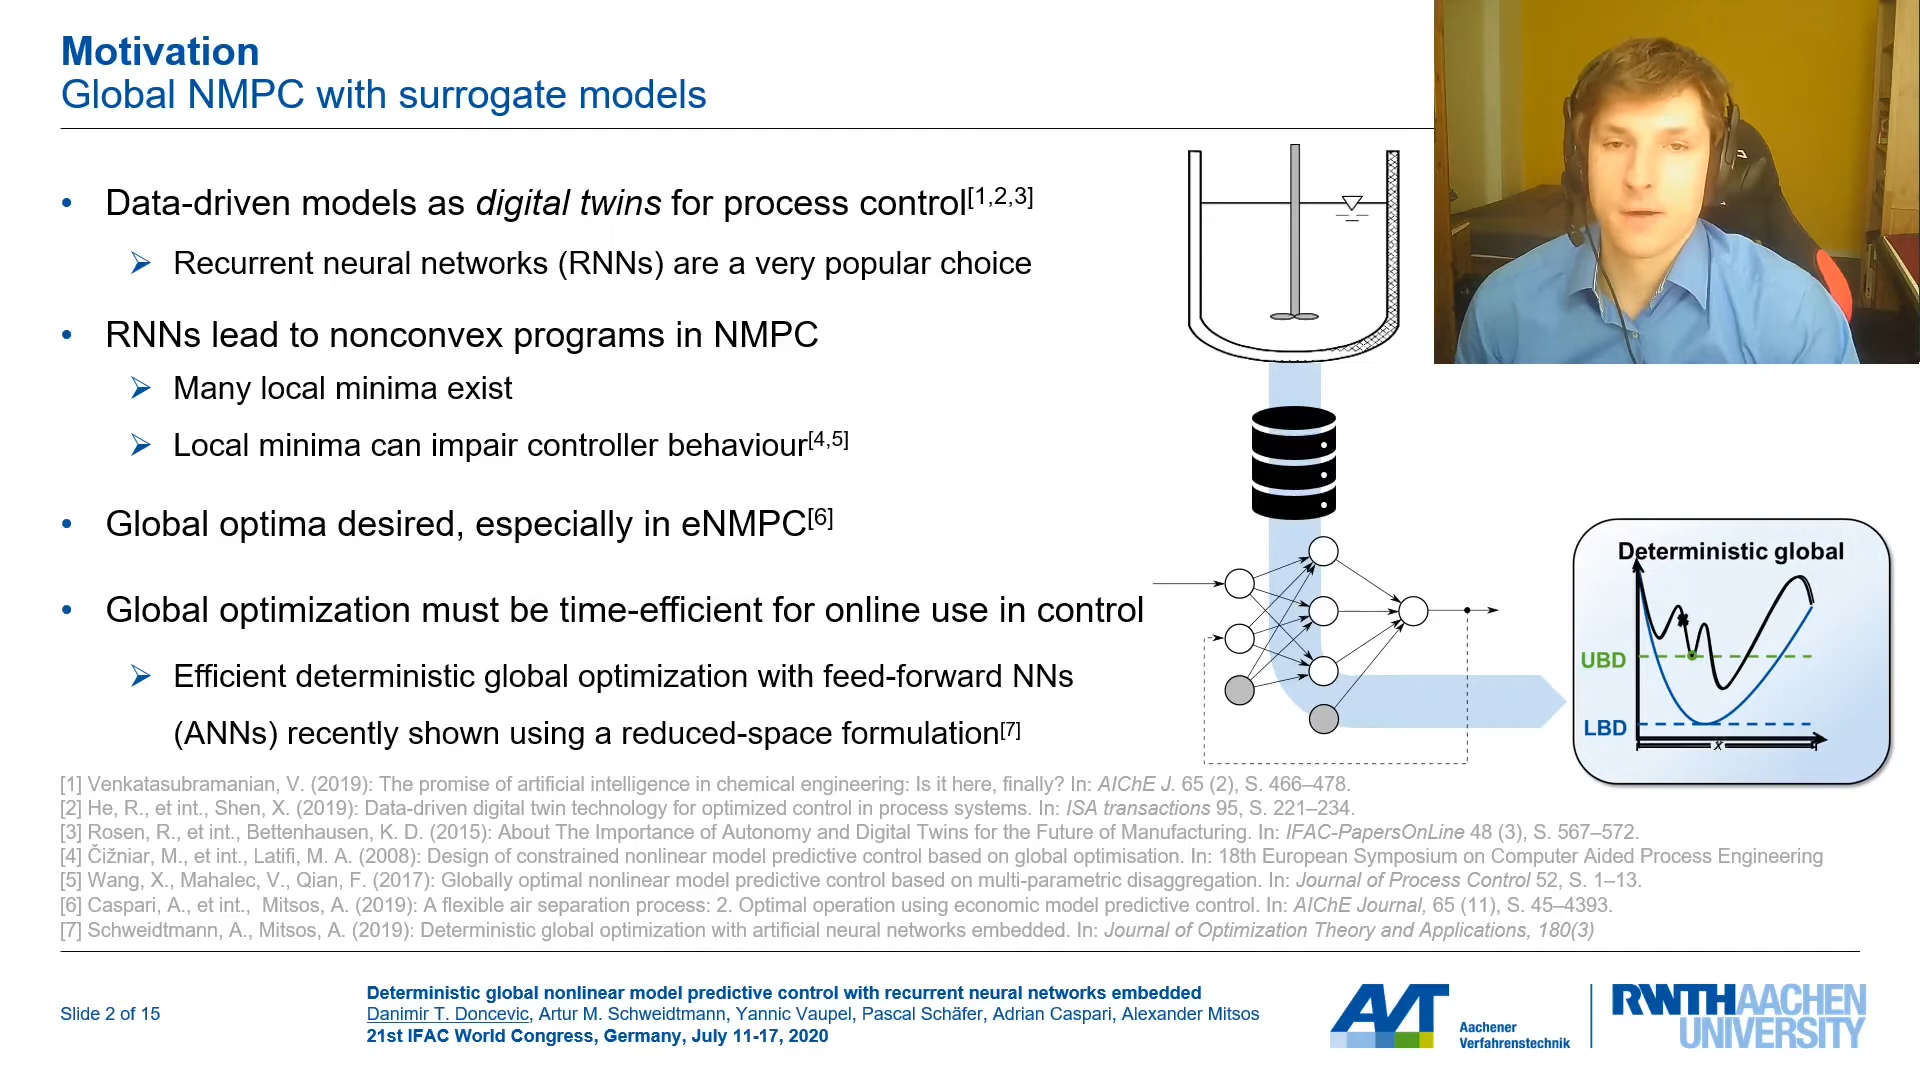 Motivation
Global NMPC with surrogate models
• Data-driven models as digital twins for process control[1,2,3]
➢ Recurrent neural networks (RNNs) are a very popular choice
• RNNs lead to nonconvex programs in NMPC
➢ Many local minima exist
➢ Local minima can impair controller behaviour[4,5]
• Global optima desired, especially in eNMPC[6]
• Global optimization must be time-efficient for online use in control
➢ Efficient deterministic global optimization with feed-forward NNs
(ANNs) recently shown using a reduced-space formulation[7]
Deterministic global
UBD
LBD
x
[1] Venkatasubramanian, V. (2019): The promise of artificial intelligence in chemical engineering: Is it here, finally? In: AIChE J. 65 (2), S. 466–478.
[2] He, R., et int., Shen, X. (2019): Data-driven digital twin technology for optimized control in process systems. In: ISA transactions 95, S. 221–234.
[3] Rosen, R., et int., Bettenhausen, K. D. (2015): About The Importance of Autonomy and Digital Twins for the Future of Manufacturing. In: IFAC-PapersOnLine 48 (3), S. 567–572.
[4] Čižniar, M., et int., Latifi, M. A. (2008): Design of constrained nonlinear model predictive control based on global optimisation. In: 18th European Symposium on Computer Aided Process Engineering
[5] Wang, X., Mahalec, V., Qian, F. (2017): Globally optimal nonlinear model predictive control based on multi-parametric disaggregation. In: Journal of Process Control 52, S. 1–13.
[6] Caspari, A., et int., Mitsos, A. (2019): A flexible air separation process: 2. Optimal operation using economic model predictive control. In: AIChE Journal, 65 (11), S. 45–4393.
[7] Schweidtmann, A., Mitsos, A. (2019): Deterministic global optimization with artificial neural networks embedded. In: Journal of Optimization Theory and Applications, 180(3)
Slide 2 of 15
Deterministic global nonlinear model predictive control with recurrent neural networks embedded
Danimir T. Doncevic, Artur M. Schweidtmann, Yannic Vaupel, Pascal Schäfer, Adrian Caspari, Alexander Mitsos
21st IFAC World Congress, Germany, July 11-17, 2020
AVT
Aachener
Verfahrenstechnik
RWTHAACHEN
UNIVERSITY